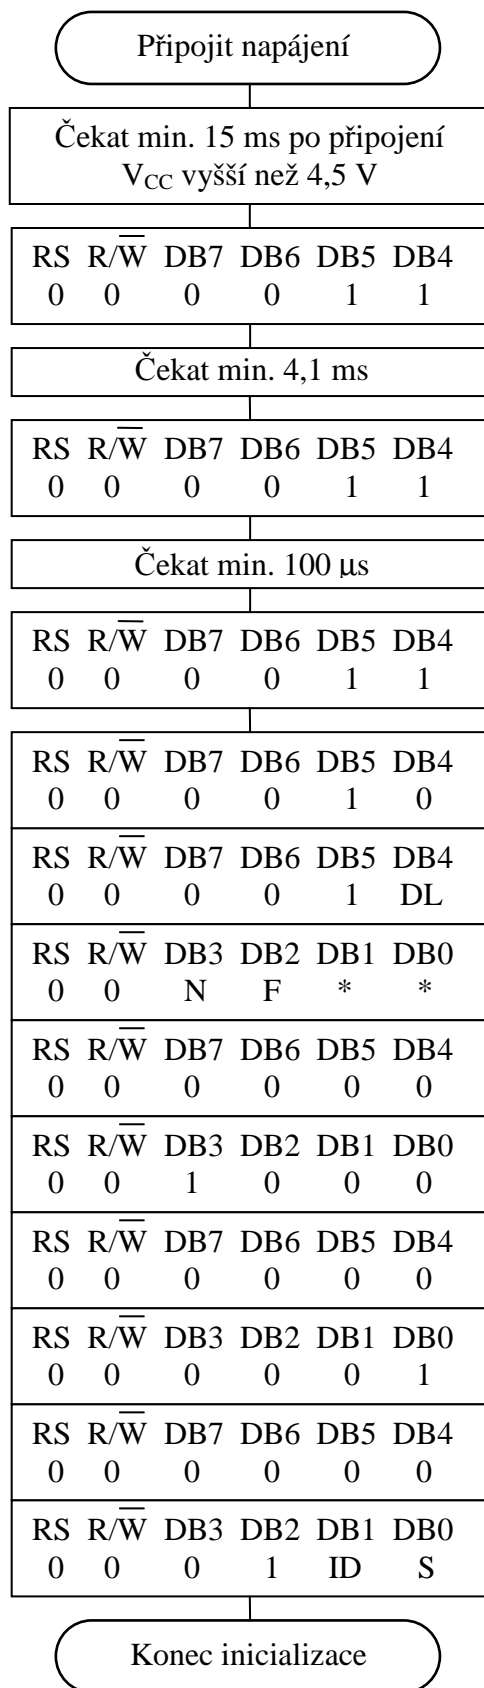 Připojit napájení
Čekat min. 15 ms po připojení
V_CC vyšší než 4,5 V
RS R/W̅ DB7 DB6 DB5 DB4
0 0 0 0 1 1
Čekat min. 4,1 ms
RS R/W̅ DB7 DB6 DB5 DB4
0 0 0 0 1 1
Čekat min. 100 µs
RS R/W̅ DB7 DB6 DB5 DB4
0 0 0 0 1 1
RS R/W̅ DB7 DB6 DB5 DB4
0 0 0 0 1 0
RS R/W̅ DB7 DB6 DB5 DB4
0 0 0 0 1 DL
RS R/W̅ DB3 DB2 DB1 DB0
0 0 N F * *
RS R/W̅ DB7 DB6 DB5 DB4
0 0 0 0 0 0
RS R/W̅ DB3 DB2 DB1 DB0
0 0 1 0 0 0
RS R/W̅ DB7 DB6 DB5 DB4
0 0 0 0 0 0
RS R/W̅ DB3 DB2 DB1 DB0
0 0 0 0 0 1
RS R/W̅ DB7 DB6 DB5 DB4
0 0 0 0 0 0
RS R/W̅ DB3 DB2 DB1 DB0
0 0 0 1 ID S
Konec inicializace